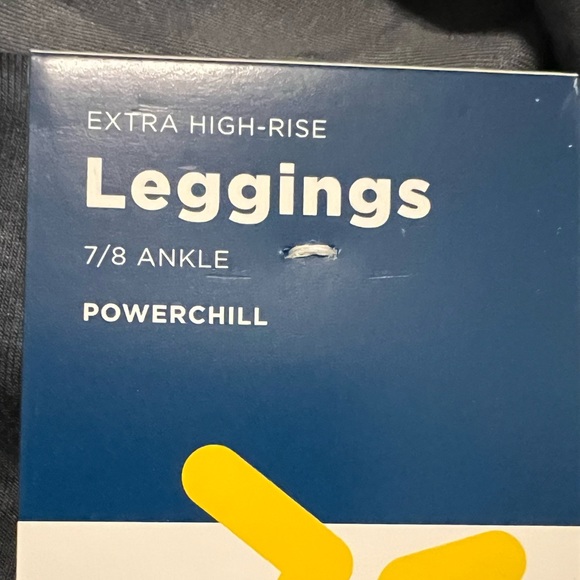 EXTRA HIGH-RISE
Leggings
7/8 ANKLE
POWERCHILL